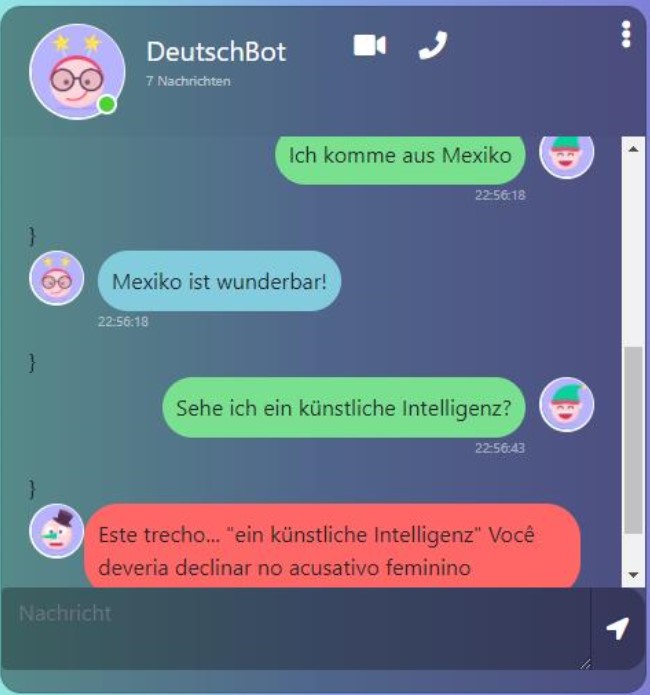 DeutschBot
7 Nachrichten
Ich komme aus Mexiko
22:56:18
}
Mexiko ist wunderbar!
22:56:18
}
Sehe ich ein künstliche Intelligenz?
22:56:43
}
Este trecho... "ein künstliche Intelligenz" Você
deveria declinar no acusativo feminino
Nachricht